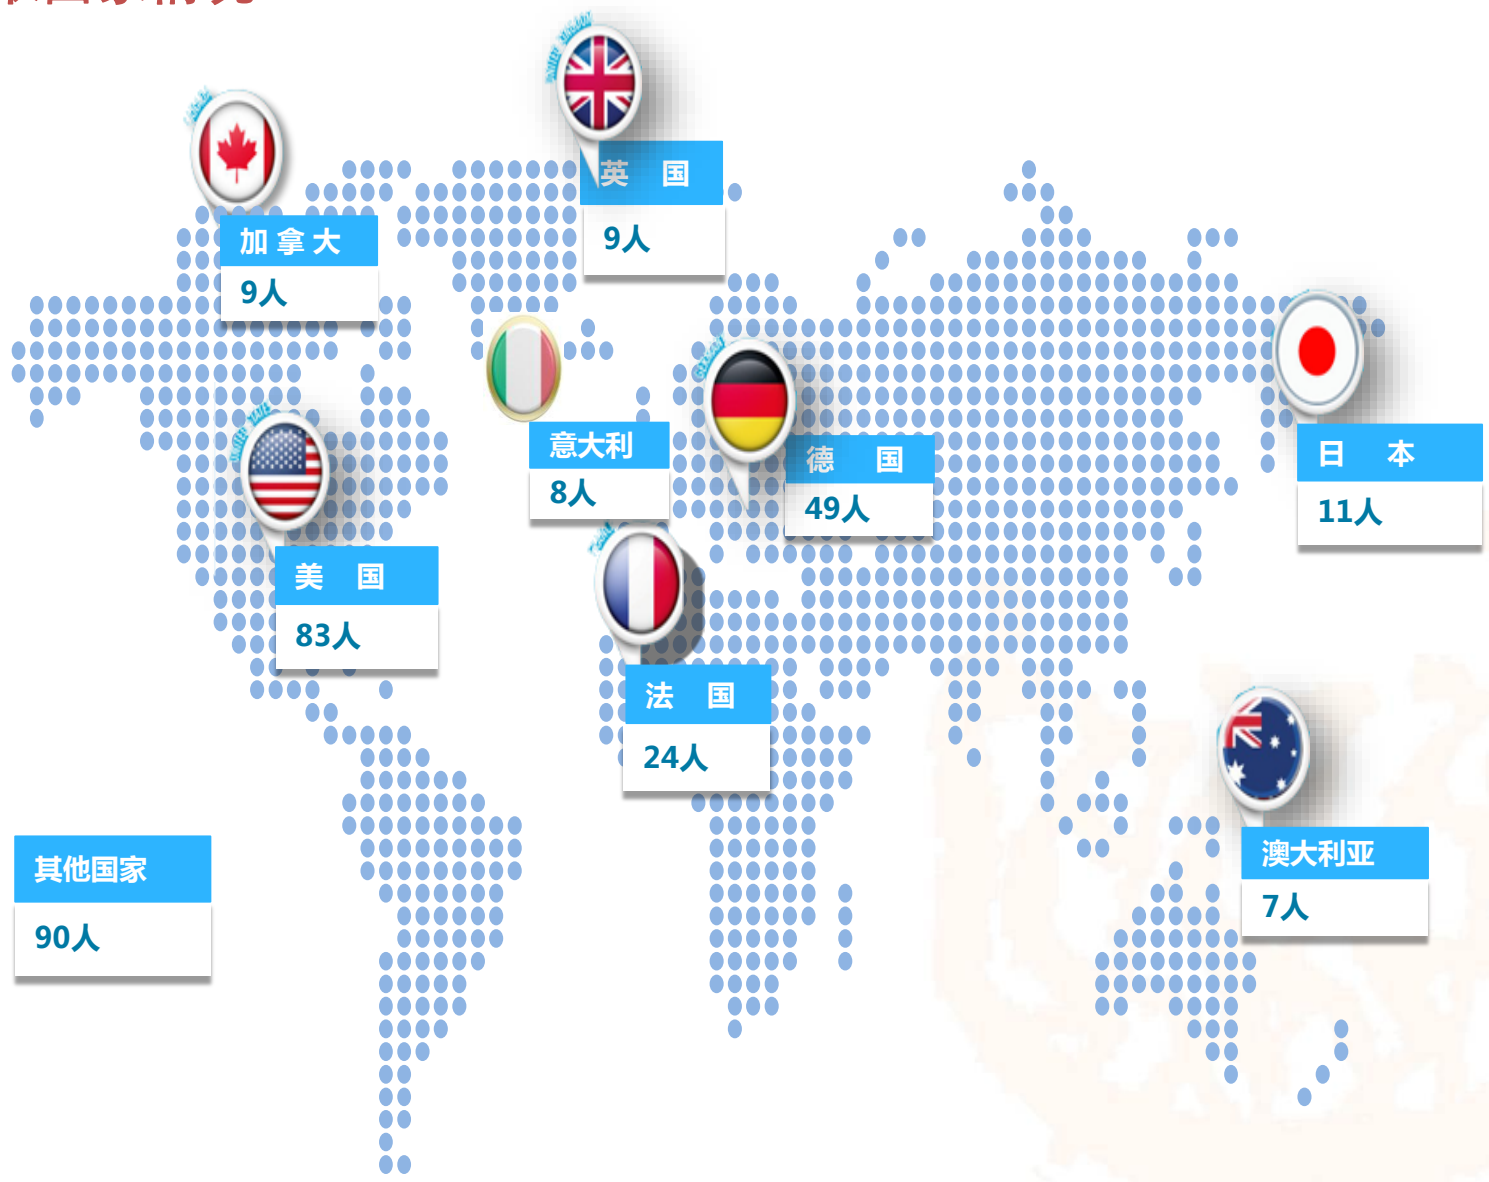 英 国
9人
加 拿 大
9人
意大利
8人
德 国
49人
日 本
11人
美 国
83人
法 国
24人
澳大利亚
7人
其他国家
90人